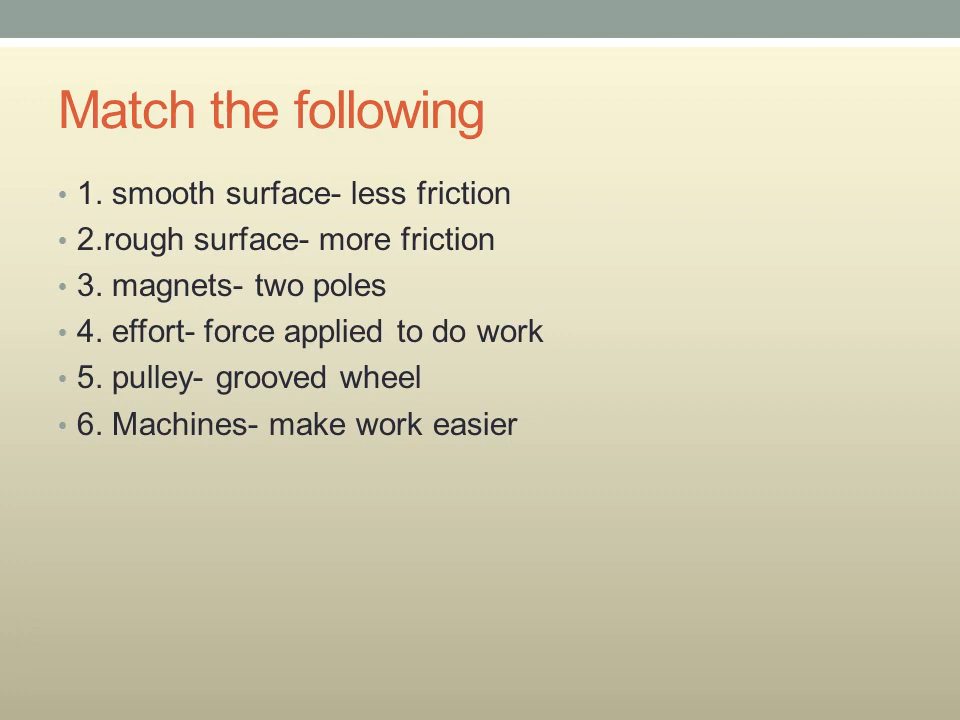 Match the following
• 1. smooth surface- less friction
• 2.rough surface- more friction
• 3. magnets- two poles
• 4. effort- force applied to do work
• 5. pulley- grooved wheel
• 6. Machines- make work easier